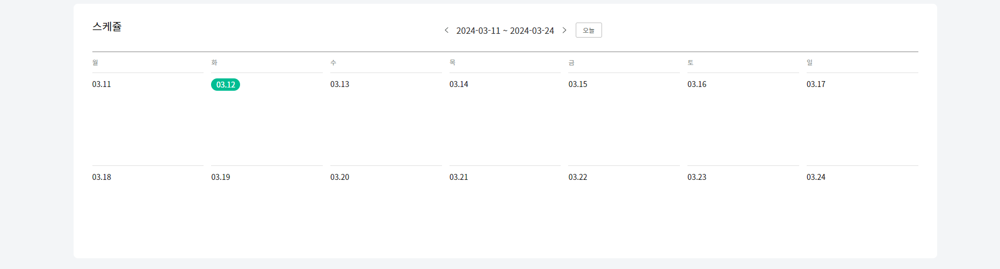 스케쥴
< 2024-03-11 ~ 2024-03-24 > 오늘
월 화 수 목 금 토 일
03.11 03.12 03.13 03.14 03.15 03.16 03.17
03.18 03.19 03.20 03.21 03.22 03.23 03.24